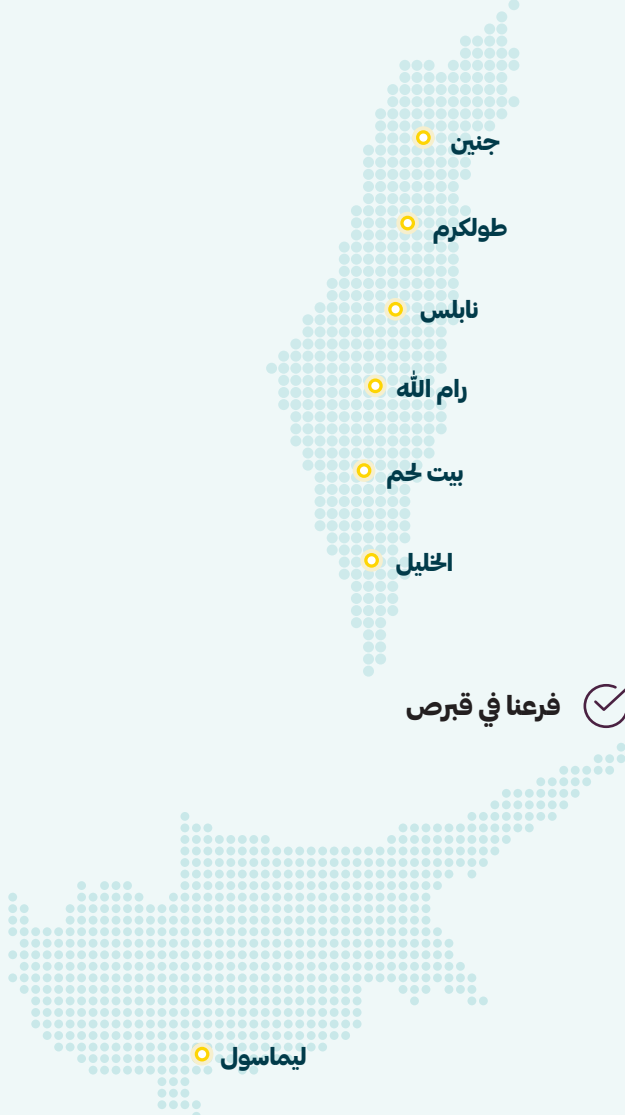 جنين
طولكرم
نابلس
رام الله
بيت لحم
الخليل
فرعنا في قبرص
ليماسول